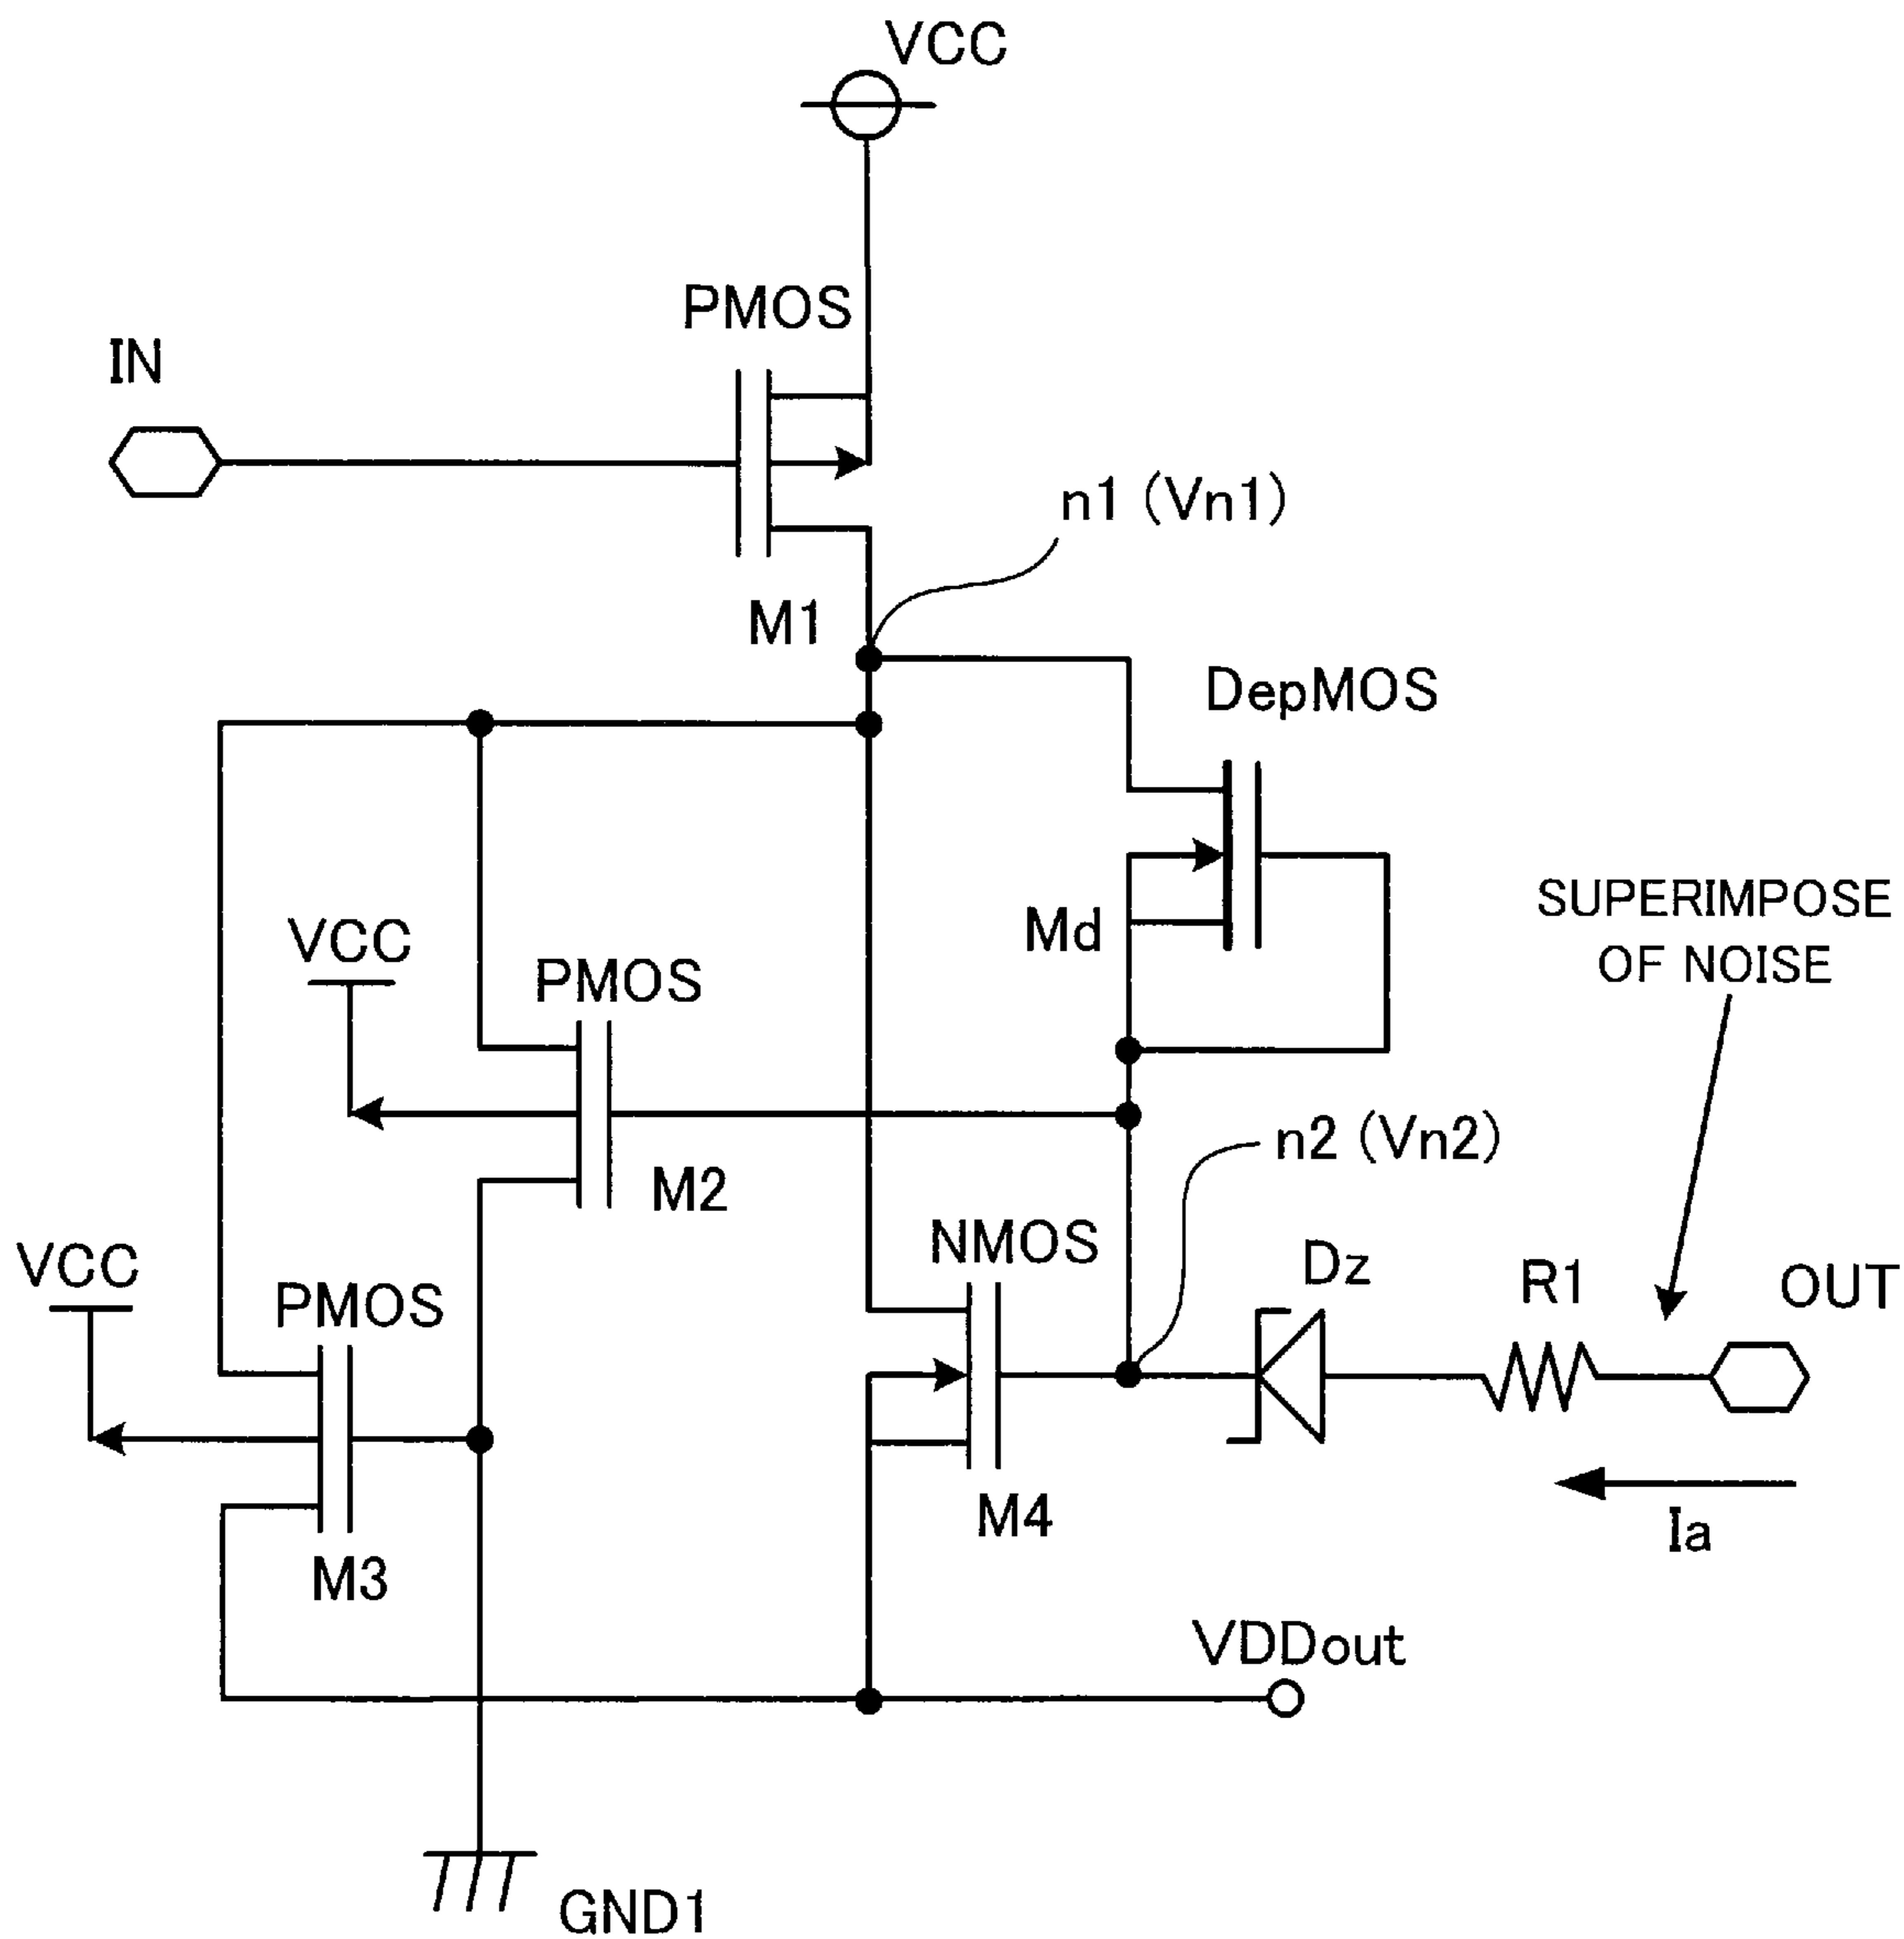 VCC
PMOS
IN
n1 (Vn1)
M1
DepMOS
SUPERIMPOSE
OF NOISE
Md
VCC
PMOS
n2 (Vn2)
M2
NMOS
Dz
R1
OUT
VCC
PMOS
M4
Ia
M3
VDDout
GND1